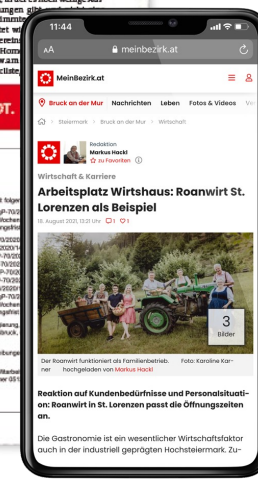 11:44
AA meinbezirk.at
MeinBezirk.at
Bruck an der Mur Nachrichten Leben Fotos & Videos
Steiermark Bruck an der Mur Wirtschaft
Redaktion
Markus Hackl
zu Favoriten
Wirtschaft & Karriere
Arbeitsplatz Wirtshaus: Roanwirt St.
Lorenzen als Beispiel
18. August 2021, 13:21 Uhr 1 1
3
Bilder
Der Roanwirt funktioniert als Familienbetrieb. Foto: Karoline Kar-
ner hochgeladen von Markus Hackl
Reaktion auf Kundenbedürfnisse und Personalsituati-
on: Roanwirt in St. Lorenzen passt die Öffnungszeiten
an.
Die Gastronomie ist ein wesentlicher Wirtschaftsfaktor
auch in der industriell geprägten Hochsteiermark. Zu-